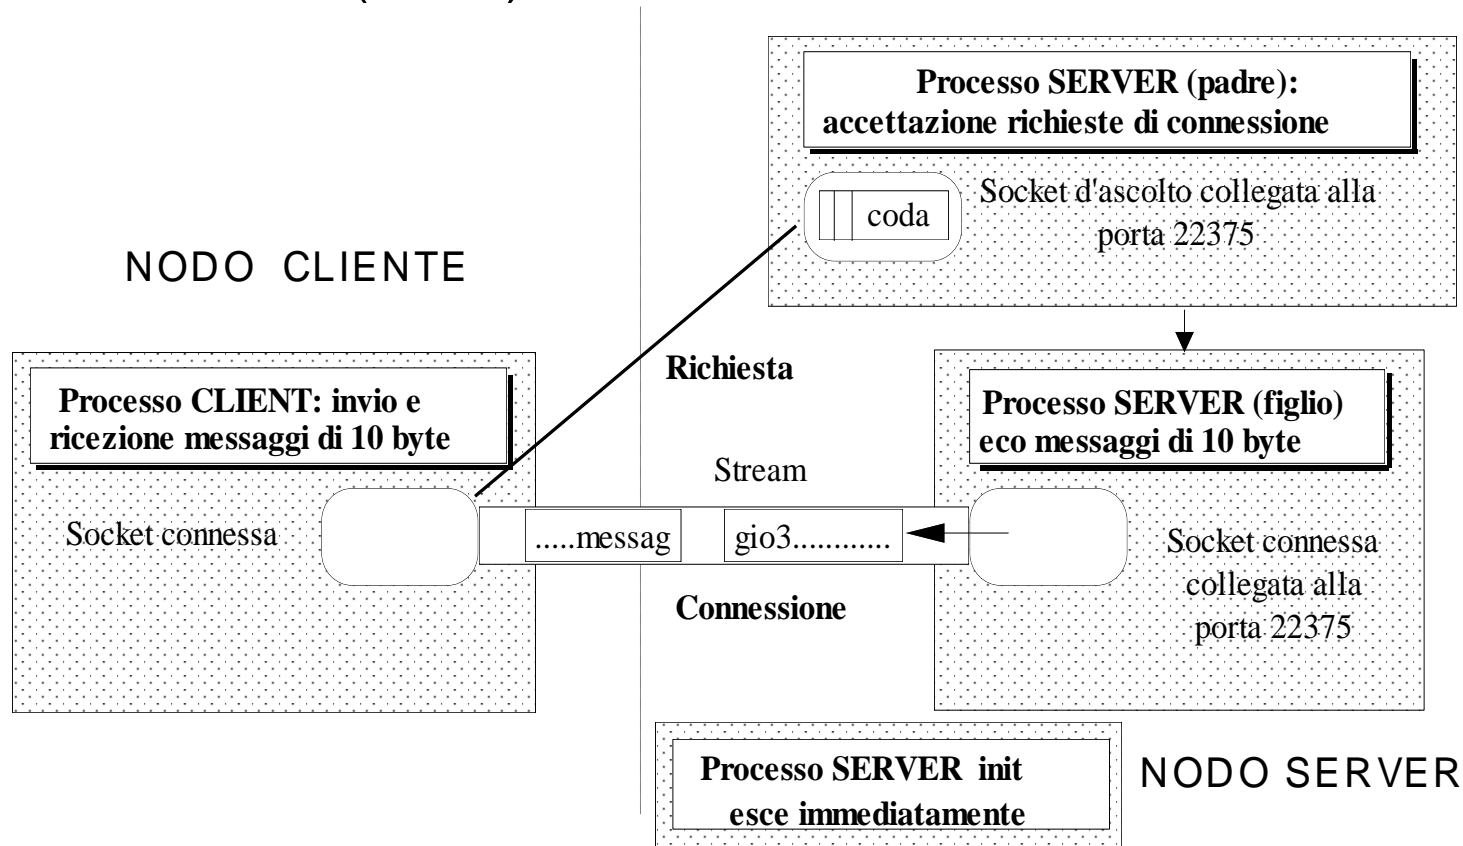 Processo SERVER (padre):
accettazione richieste di connessione
coda
Socket d'ascolto collegata alla
porta 22375
NODO CLIENTE
Richiesta
Processo CLIENT: invio e
ricezione messaggi di 10 byte
Processo SERVER (figlio)
eco messaggi di 10 byte
Stream
Socket connessa
.....messag
gio3............
Socket connessa
collegata alla
porta 22375
Connessione
Processo SERVER init
esce immediatamente
NODO SERVER